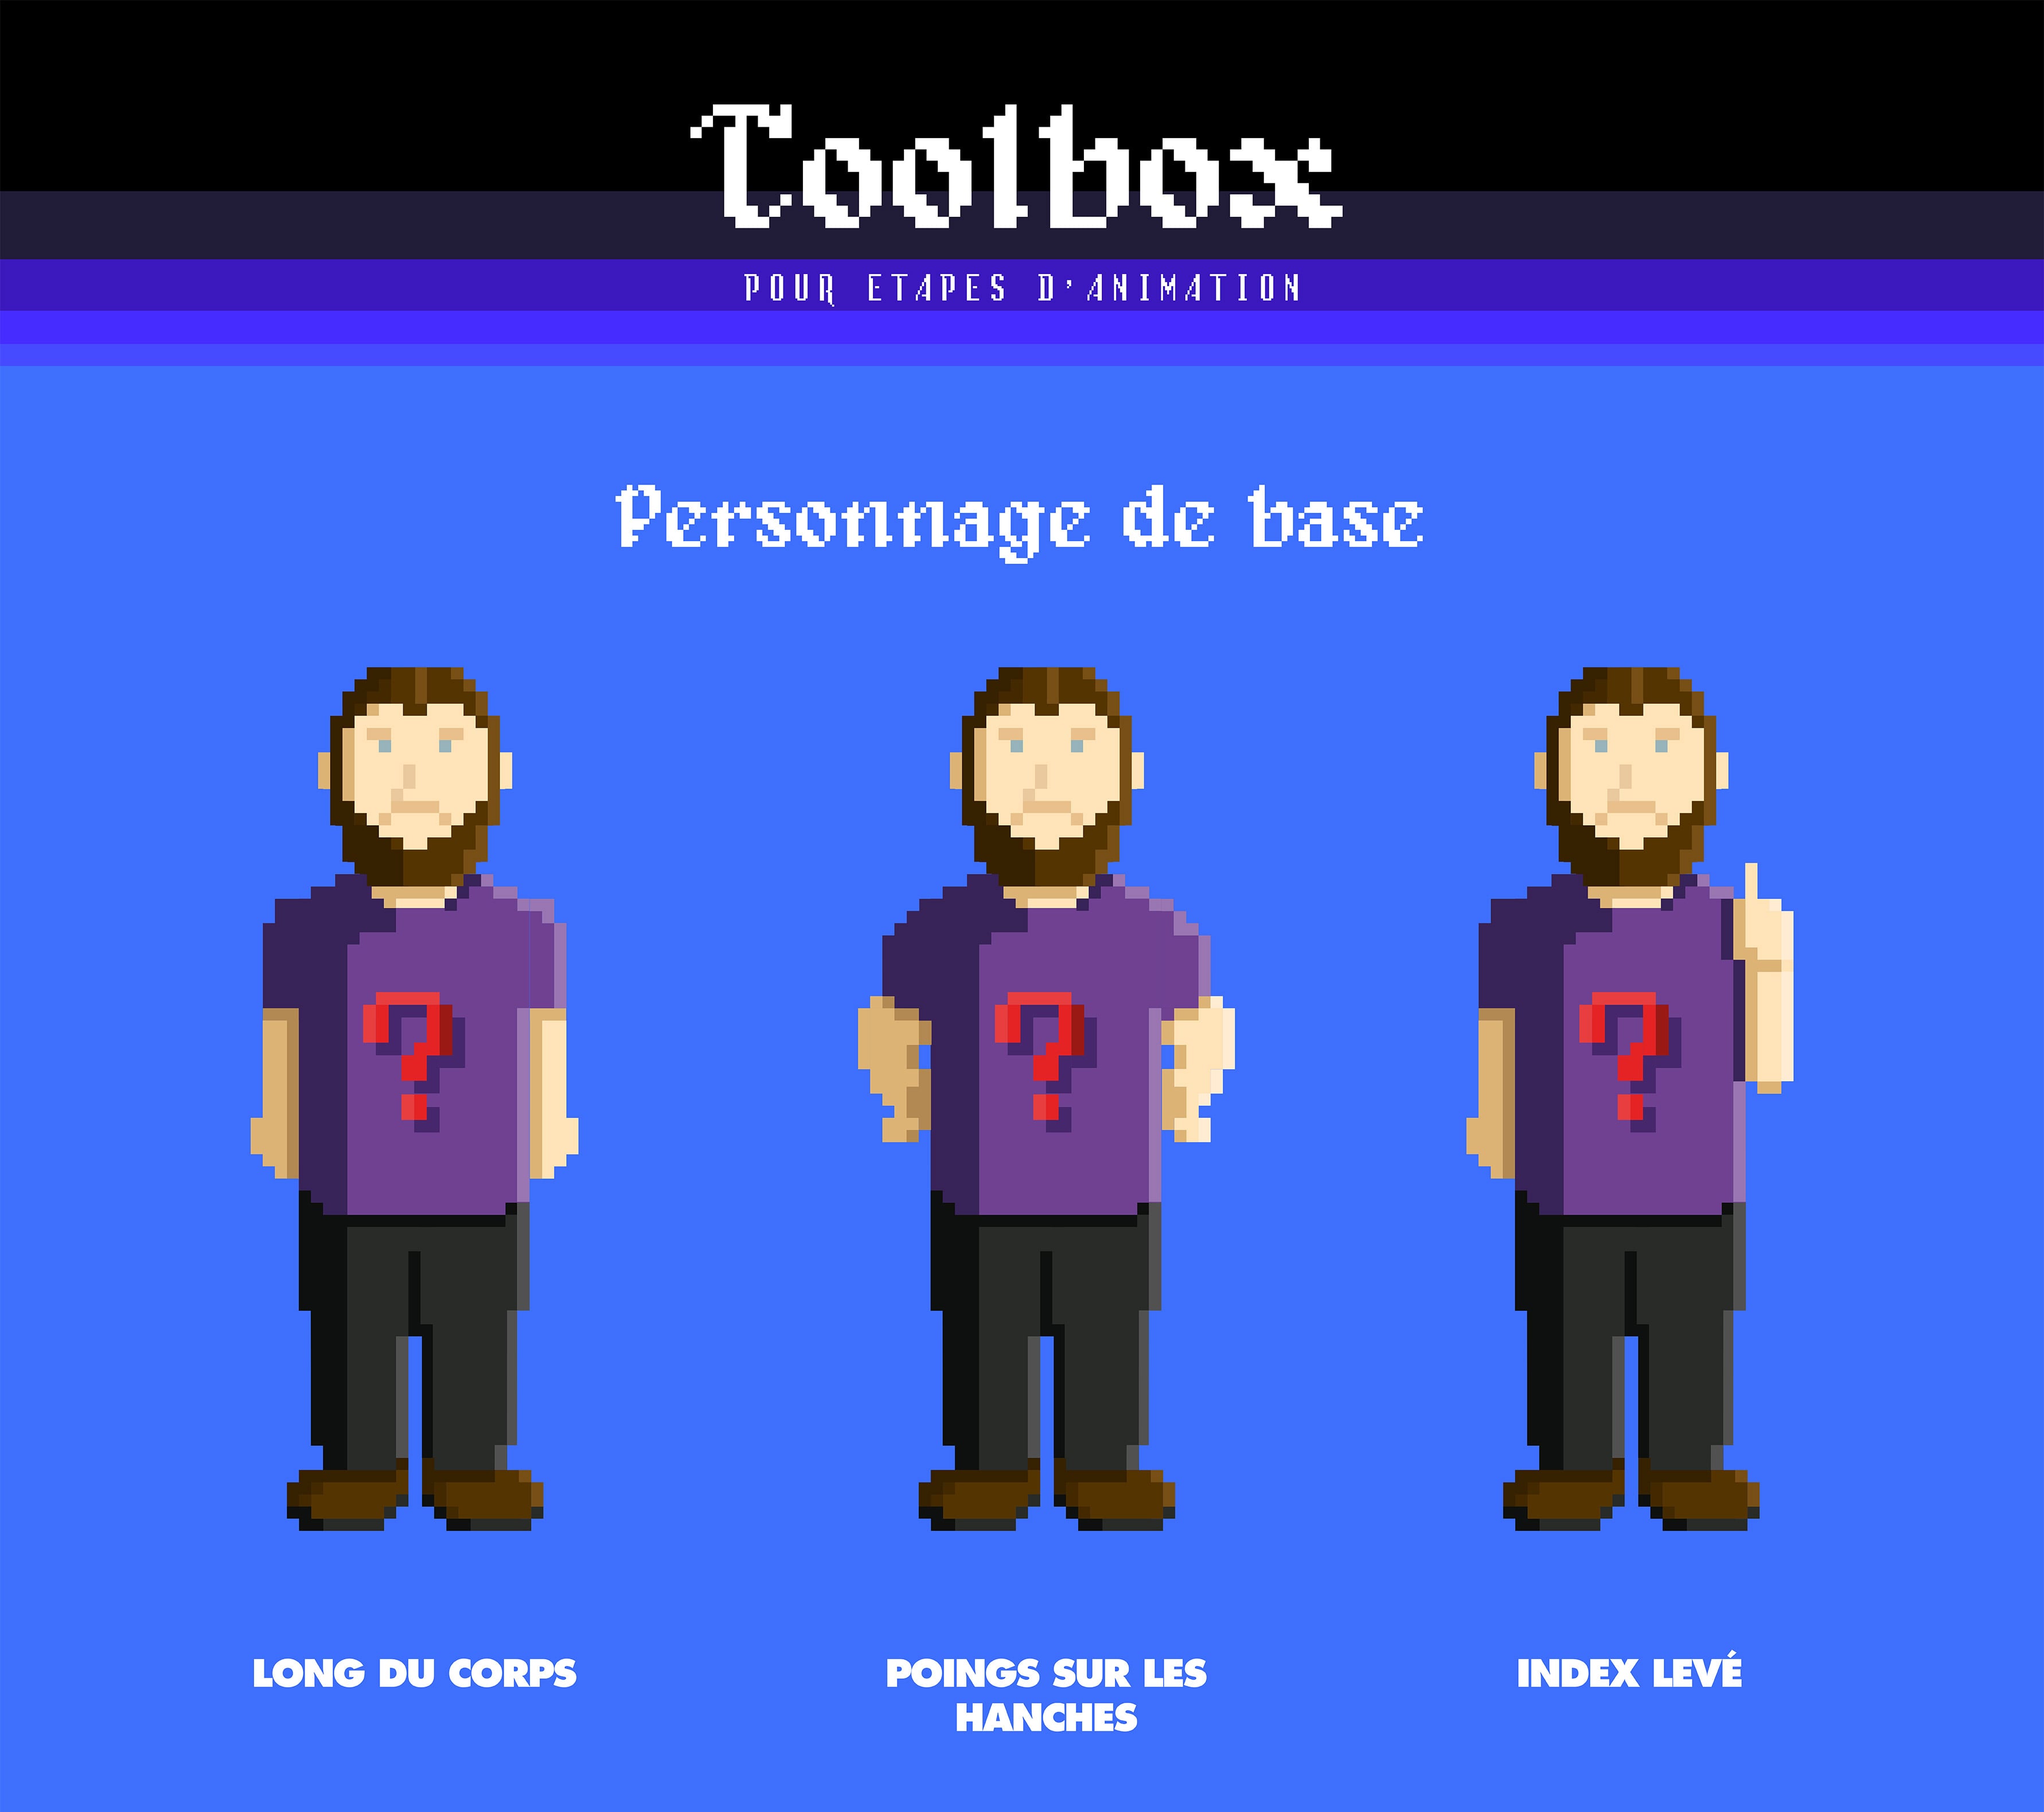 Toolbox
POUR ETAPES D'ANIMATION
Personnage de base
?
?
?
LONG DU CORPS
POINGS SUR LES
HANCHES
INDEX LEVÉ